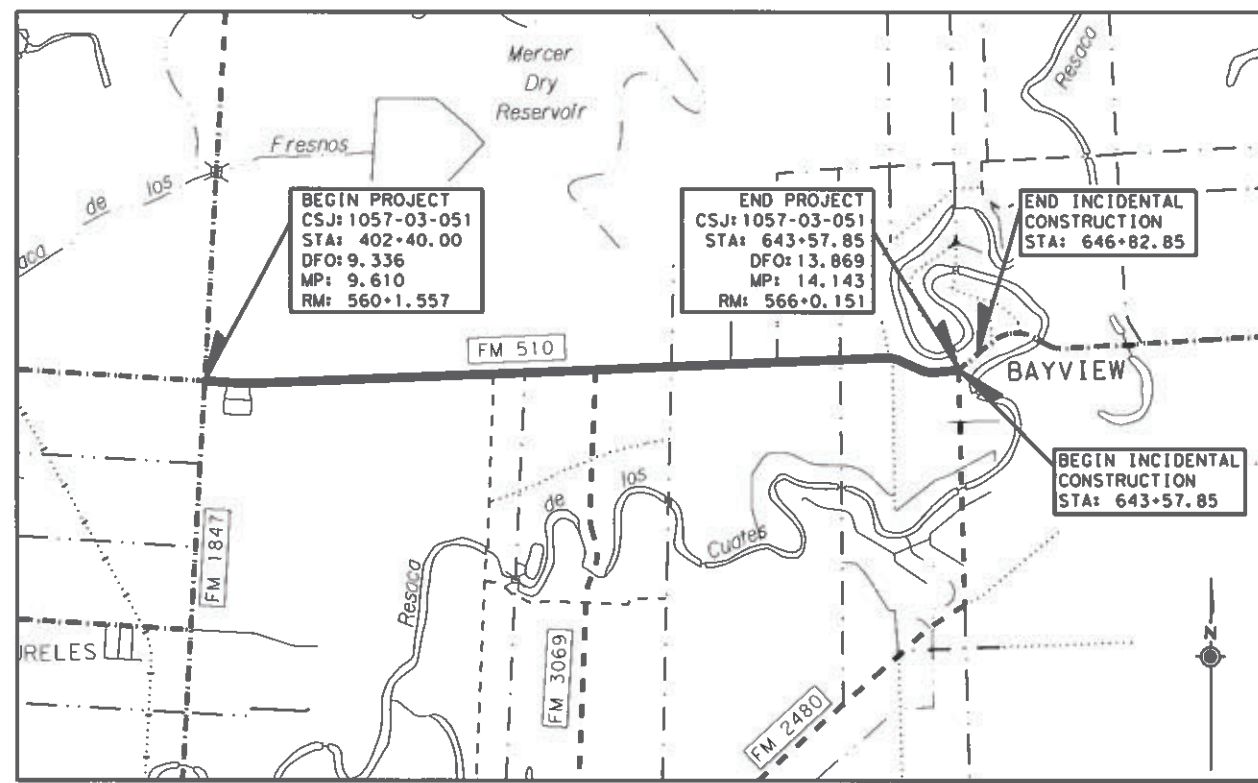 Mercer
Dry
Reservoir
Resaca
Fresnos
los
de
aca
BEGIN PROJECT
CSJ: 1057-03-051
STA: 402+40.00
DFO: 9.336
MP: 9.610
RM: 560+1.557
END PROJECT
CSJ: 1057-03-051
STA: 643+57.85
DFO: 13.869
MP: 14.143
RM: 566+0.151
END INCIDENTAL
CONSTRUCTION
STA: 646+82.85
FM 510
BAYVIEW
BEGIN INCIDENTAL
CONSTRUCTION
STA: 643+57.85
de los
Cuates
Resaca
FM 1847
URELES
FM 3069
FM 2480
N